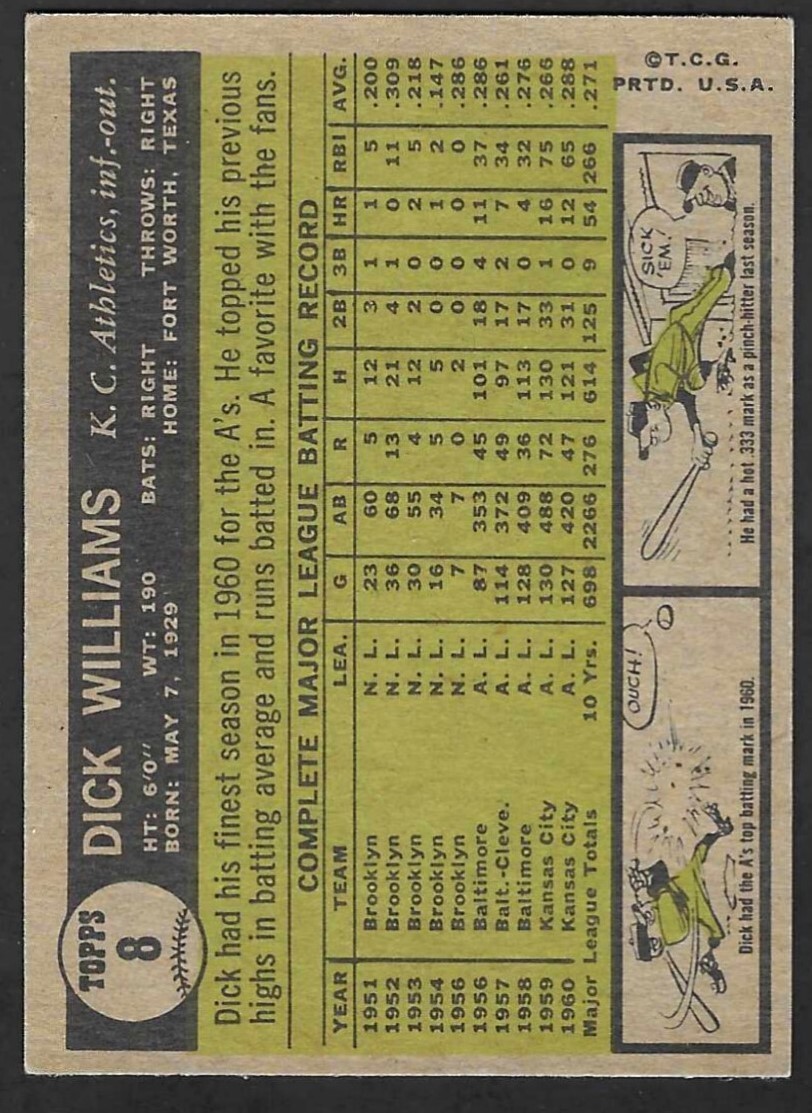 TOPPS
8
DICK WILLIAMS K. C. Athletics, inf.-out.
HT: 6'0" WT: 190 BATS: RIGHT THROWS: RIGHT
BORN: MAY 7, 1929 HOME: FORT WORTH, TEXAS
Dick had his finest season in 1960 for the A's. He topped his previous
highs in batting average and runs batted in. A favorite with the fans.
COMPLETE MAJOR LEAGUE BATTING RECORD
YEAR TEAM LEA. G AB R H 2B 3B HR RBI AVG.
1951 Brooklyn N. L. 23 60 5 12 3 1 1 5 .200
1952 Brooklyn N. L. 36 68 13 21 4 1 0 11 .309
1953 Brooklyn N. L. 30 55 4 12 2 0 2 5 .218
1954 Brooklyn N. L. 16 34 5 5 0 0 1 2 .147
1956 Brooklyn N. L. 7 7 0 2 0 0 0 0 .286
1956 Baltimore A. L. 87 353 45 101 18 4 11 37 .286
1957 Balt.-Cleve. A. L. 114 372 49 97 17 2 7 34 .261
1958 Baltimore A. L. 128 409 36 113 17 0 4 32 .276
1959 Kansas City A. L. 130 488 72 130 33 1 16 75 .266
1960 Kansas City A. L. 127 420 47 121 31 0 12 65 .288
Major League Totals 10 Yrs. 698 2266 276 614 125 9 54 266 .271
OUCH!
Dick had the A's top batting mark in 1960.
SICK
'EM!
He had a hot .333 mark as a pinch-hitter last season.
©T.C.G.
PRTD. U.S.A.